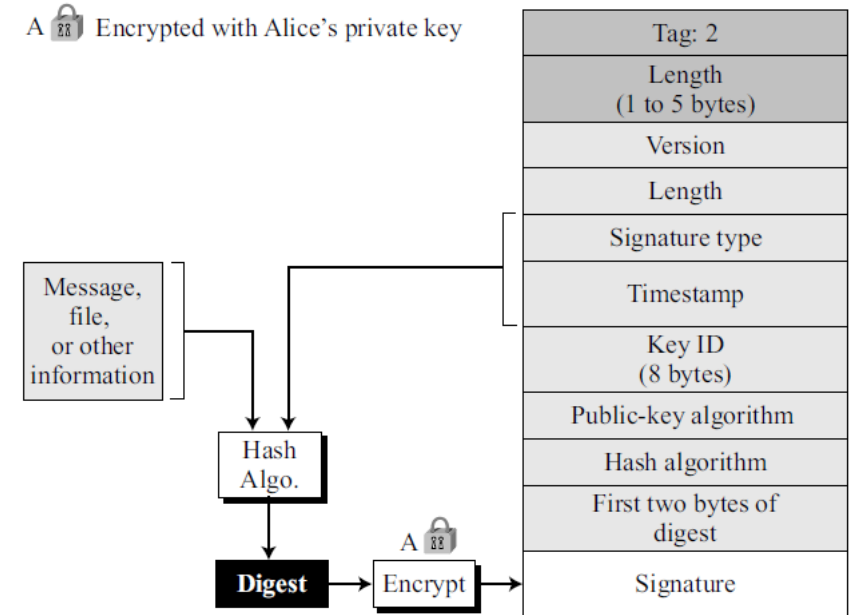 A Encrypted with Alice's private key
Tag: 2
Length
(1 to 5 bytes)
Version
Length
Signature type
Timestamp
Key ID
(8 bytes)
Public-key algorithm
Hash algorithm
First two bytes of
digest
Signature
Message,
file,
or other
information
Hash
Algo.
Digest
A
Encrypt